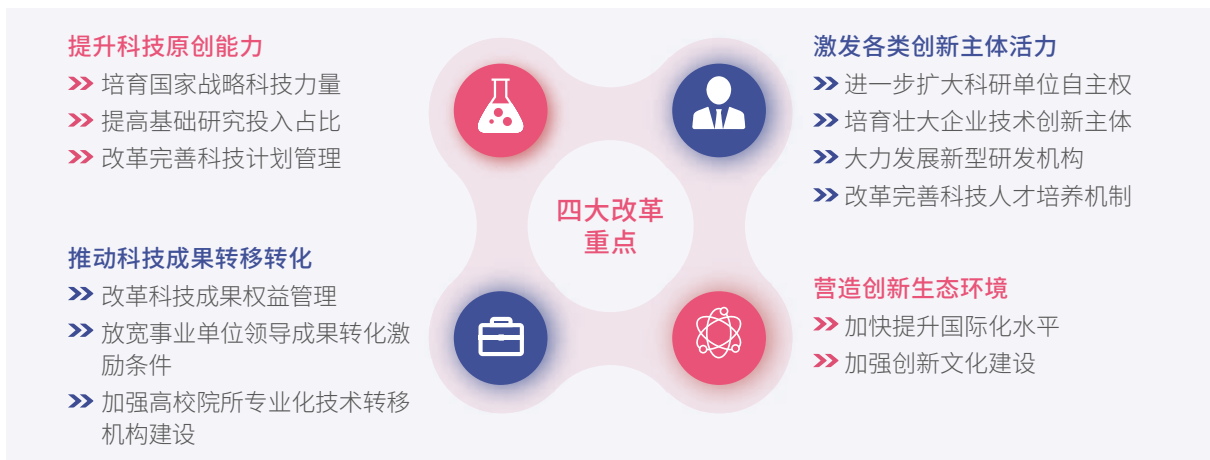 提升科技原创能力
培育国家战略科技力量
提高基础研究投入占比
改革完善科技计划管理
推动科技成果转移转化
改革科技成果权益管理
放宽事业单位领导成果转化激
励条件
加强高校院所专业化技术转移
机构建设
四大改革
重点
激发各类创新主体活力
进一步扩大科研单位自主权
培育壮大企业技术创新主体
大力发展新型研发机构
改革完善科技人才培养机制
营造创新生态环境
加快提升国际化水平
加强创新文化建设